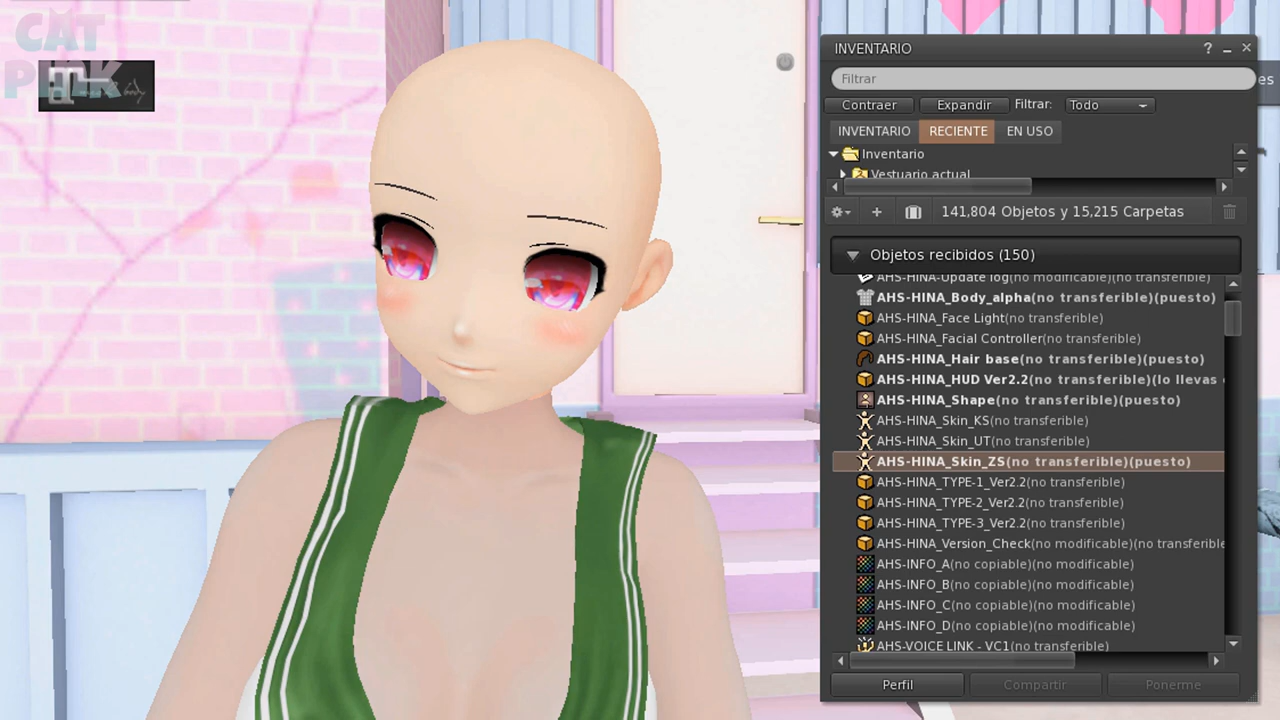 CAT
PINK
INVENTARIO
Filtrar
es
Contraer Expandir Filtrar: Todo
INVENTARIO RECIENTE EN USO
Inventario
Vestuario actual
141,804 Objetos y 15,215 Carpetas
Objetos recibidos (150)
AHS-HINA-Update log(no modificable)(no transferible)
AHS-HINA_Body_alpha(no transferible)(puesto)
AHS-HINA_Face Light(no transferible)
AHS-HINA_Facial Controller(no transferible)
AHS-HINA_Hair base(no transferible)(puesto)
AHS-HINA_HUD Ver2.2(no transferible)(lo llevas
AHS-HINA_Shape(no transferible)(puesto)
AHS-HINA_Skin_KS(no transferible)
AHS-HINA_Skin_UT(no transferible)
AHS-HINA_Skin_ZS(no transferible)(puesto)
AHS-HINA_TYPE-1_Ver2.2(no transferible)
AHS-HINA_TYPE-2_Ver2.2(no transferible)
AHS-HINA_TYPE-3_Ver2.2(no transferible)
AHS-HINA_Version_Check(no modificable)(no transferible
AHS-INFO_A(no copiable)(no modificable)
AHS-INFO_B(no copiable)(no modificable)
AHS-INFO_C(no copiable)(no modificable)
AHS-INFO_D(no copiable)(no modificable)
AHS-VOICE LINK - VC1(no transferible)
Perfil Compartir Ponerme